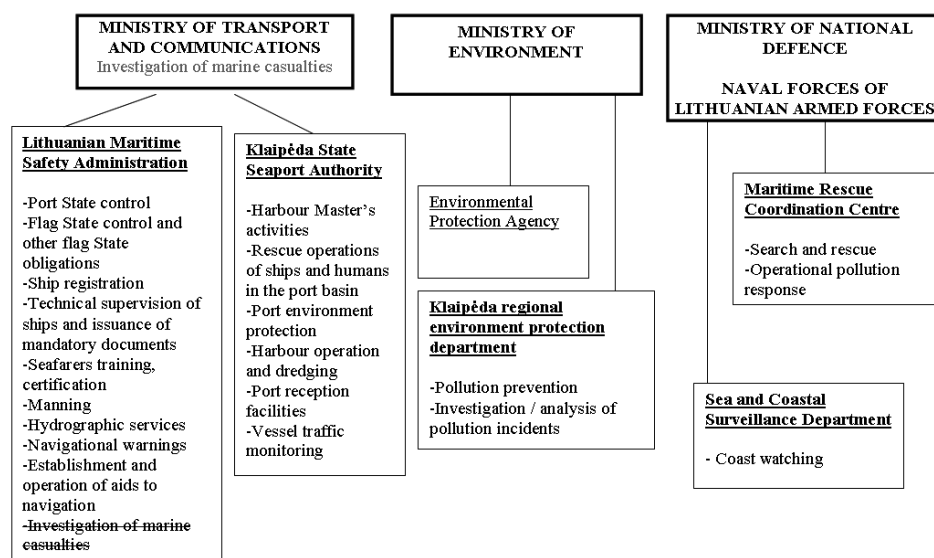 MINISTRY OF TRANSPORT
AND COMMUNICATIONS
Investigation of marine casualties
MINISTRY OF
ENVIRONMENT
MINISTRY OF NATIONAL
DEFENCE
NAVAL FORCES OF
LITHUANIAN ARMED FORCES
Lithuanian Maritime
Safety Administration
-Port State control
-Flag State control and
other flag State
obligations
-Ship registration
-Technical supervision of
ships and issuance of
mandatory documents
-Seafarers training,
certification
-Manning
-Hydrographic services
-Navigational warnings
-Establishment and
operation of aids to
navigation
-Investigation of marine
casualties
Klaipėda State
Seaport Authority
-Harbour Master's
activities
-Rescue operations
of ships and humans
in the port basin
-Port environment
protection
-Harbour operation
and dredging
-Port reception
facilities
-Vessel traffic
monitoring
Environmental
Protection Agency
Klaipėda regional
environment protection
department
-Pollution prevention
-Investigation / analysis of
pollution incidents
Maritime Rescue
Coordination Centre
-Search and rescue
-Operational pollution
response
Sea and Coastal
Surveillance Department
- Coast watching